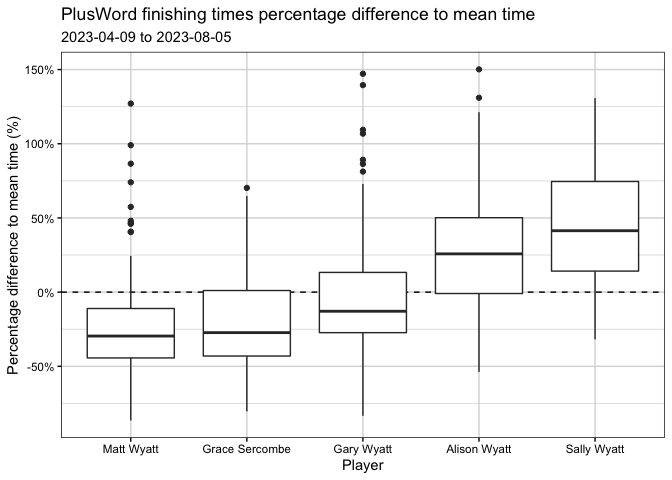 PlusWord finishing times percentage difference to mean time
2023-04-09 to 2023-08-05
Percentage difference to mean time (%)
150%
100%
50%
0%
-50%
Matt Wyatt Grace Sercombe Gary Wyatt Alison Wyatt Sally Wyatt
Player